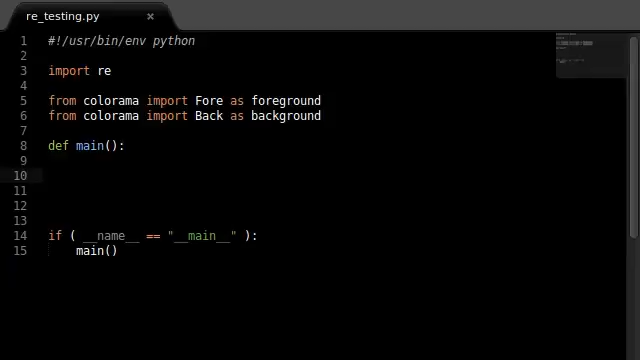 re_testing.py ×
1 #!/usr/bin/env python
2
3 import re
4
5 from colorama import Fore as foreground
6 from colorama import Back as background
7
8 def main():
9
10
11
12
13
14 if ( __name__ == "__main__" ):
15 main()